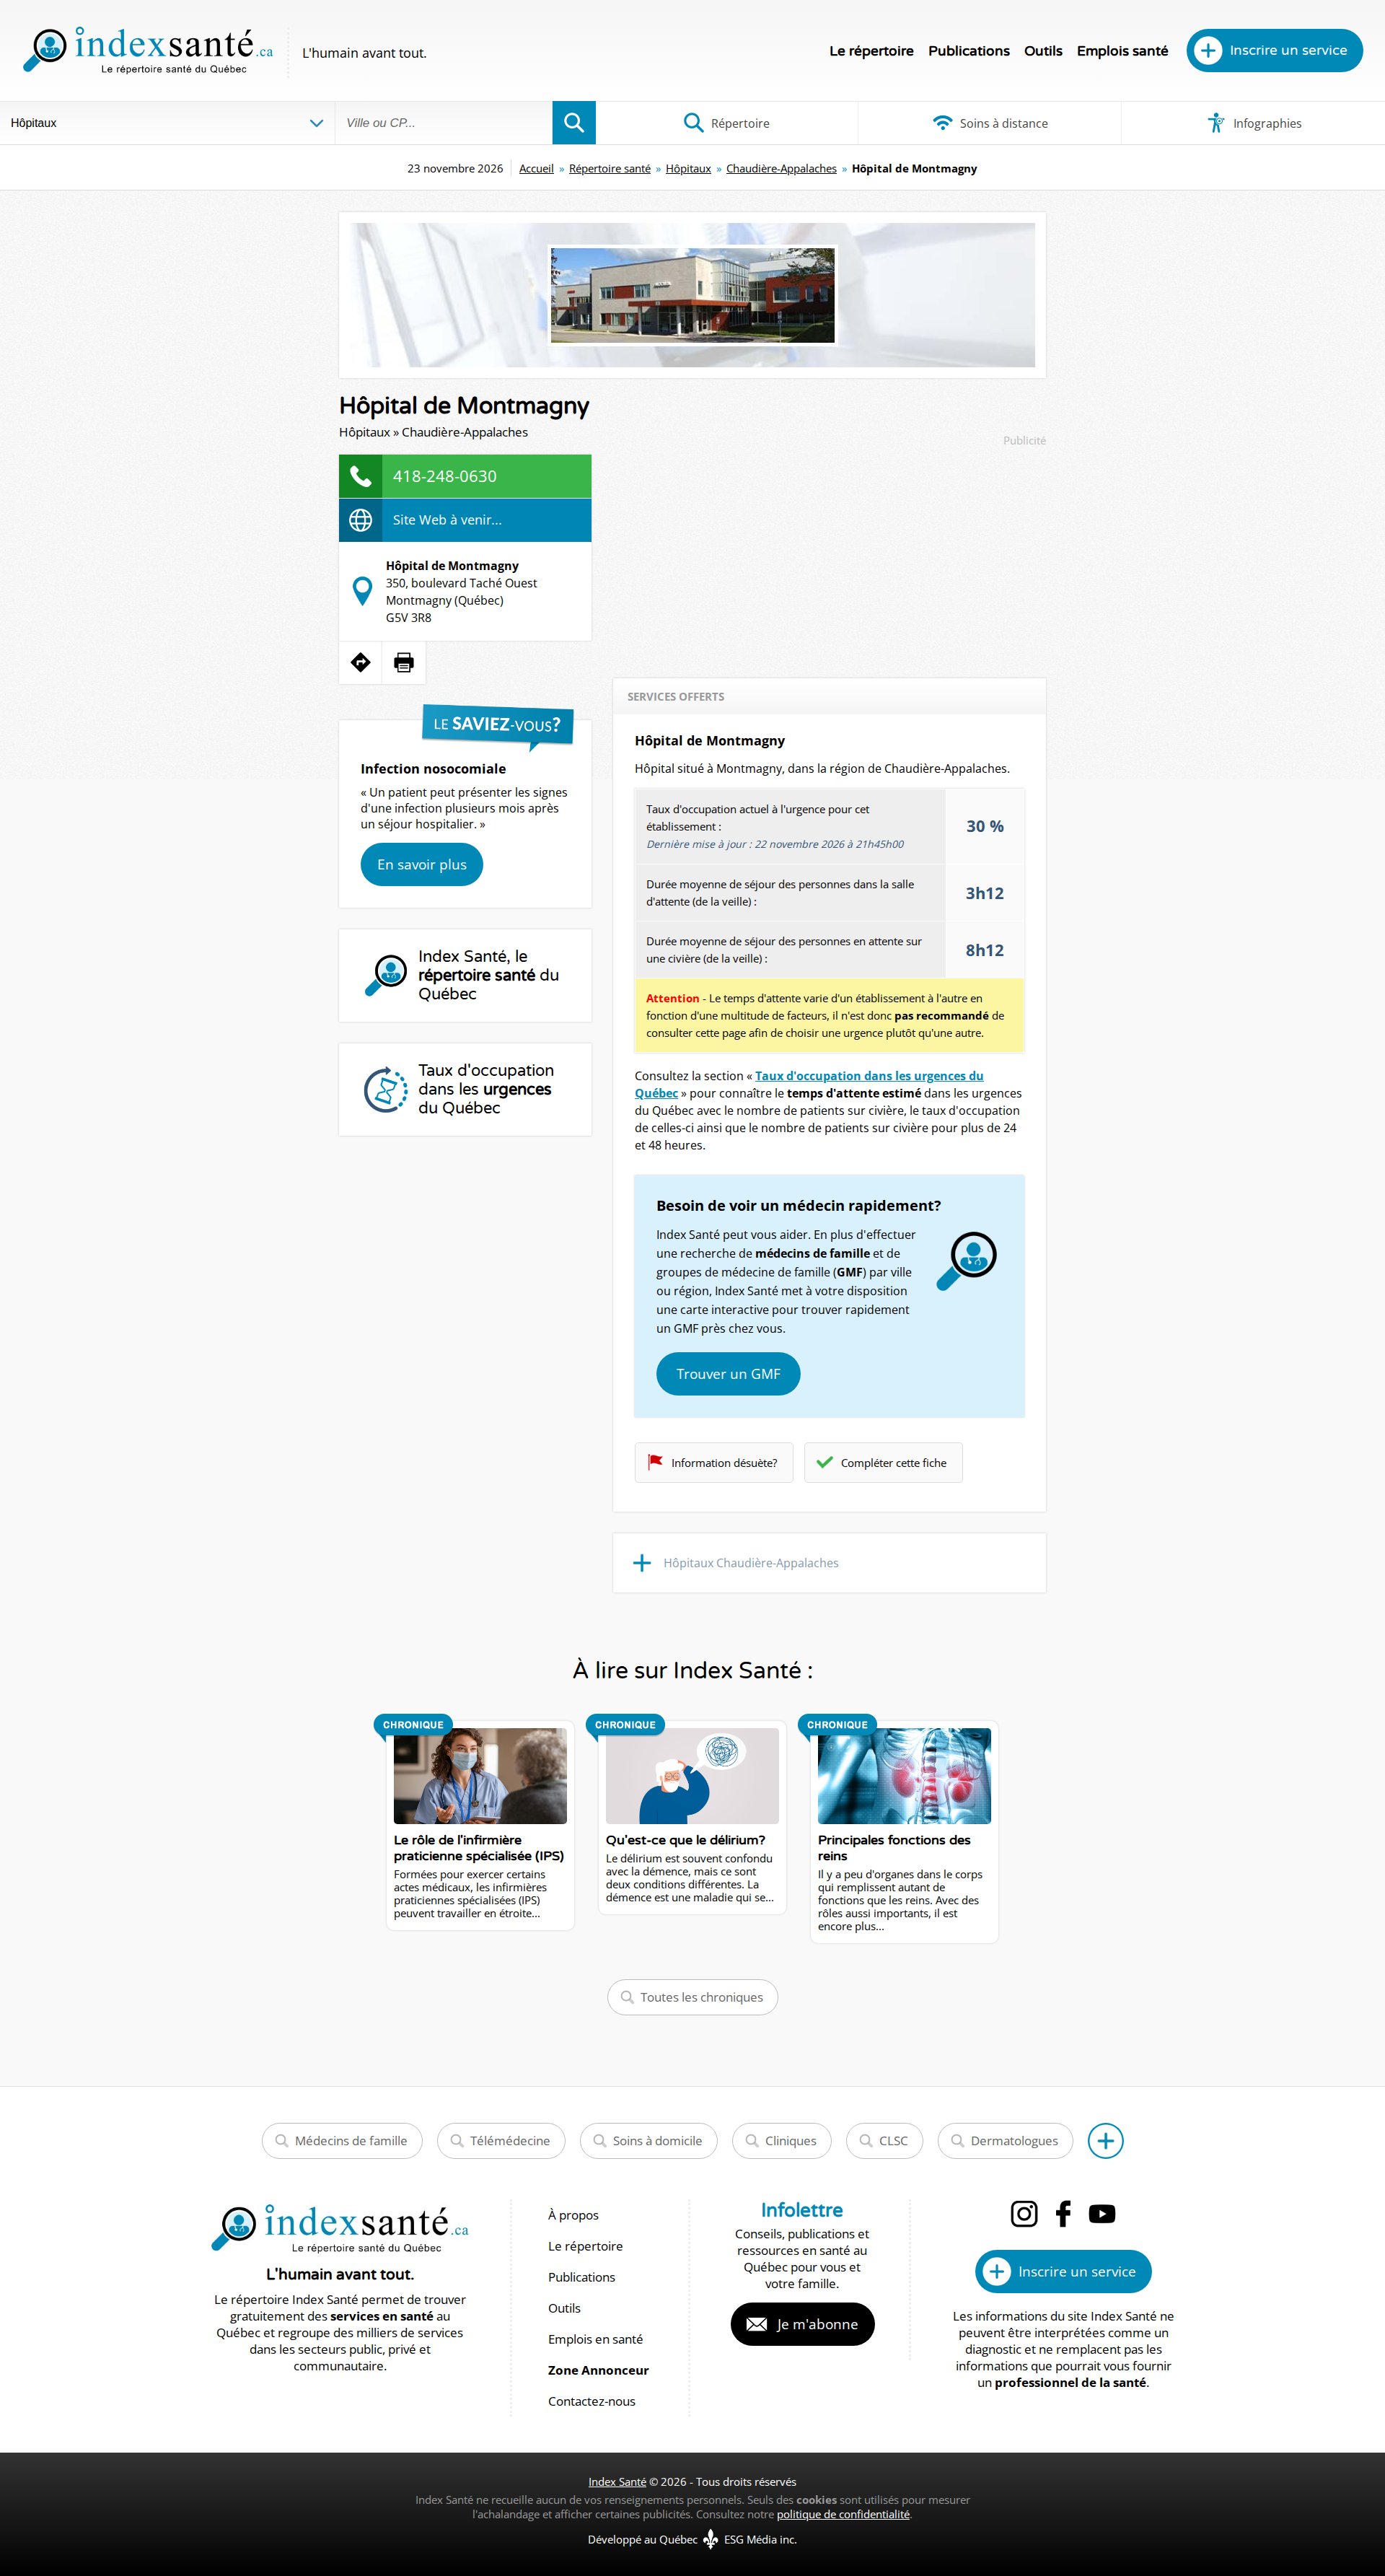 indexsanté.ca
Le répertoire santé du Québec
L'humain avant tout.
Le répertoire
Publications
Outils
Emplois santé
Inscrire un service
Hôpitaux
Ville ou CP...
Répertoire
Soins à distance
Infographies
23 novembre 2026
Accueil » Répertoire santé » Hôpitaux » Chaudière-Appalaches » Hôpital de Montmagny
Hôpital de Montmagny
Hôpitaux » Chaudière-Appalaches
Publicité
418-248-0630
Site Web à venir...
Hôpital de Montmagny
350, boulevard Taché Ouest
Montmagny (Québec)
G5V 3R8
LE SAVIEZ-VOUS?
Infection nosocomiale
« Un patient peut présenter les signes
d'une infection plusieurs mois après
un séjour hospitalier. »
En savoir plus
Index Santé, le
répertoire santé du
Québec
Taux d'occupation
dans les urgences
du Québec
SERVICES OFFERTS
Hôpital de Montmagny
Hôpital situé à Montmagny, dans la région de Chaudière-Appalaches.
Taux d'occupation actuel à l'urgence pour cet
établissement :
Dernière mise à jour : 22 novembre 2026 à 21h45h00
30 %
Durée moyenne de séjour des personnes dans la salle
d'attente (de la veille) :
3h12
Durée moyenne de séjour des personnes en attente sur
une civière (de la veille) :
8h12
Attention - Le temps d'attente varie d'un établissement à l'autre en
fonction d'une multitude de facteurs, il n'est donc pas recommandé de
consulter cette page afin de choisir une urgence plutôt qu'une autre.
Consultez la section « Taux d'occupation dans les urgences du
Québec » pour connaître le temps d'attente estimé dans les urgences
du Québec avec le nombre de patients sur civière, le taux d'occupation
de celles-ci ainsi que le nombre de patients sur civière pour plus de 24
et 48 heures.
Besoin de voir un médecin rapidement?
Index Santé peut vous aider. En plus d'effectuer
une recherche de médecins de famille et de
groupes de médecine de famille (GMF) par ville
ou région, Index Santé met à votre disposition
une carte interactive pour trouver rapidement
un GMF près chez vous.
Trouver un GMF
Information désuète?
Compléter cette fiche
Hôpitaux Chaudière-Appalaches
À lire sur Index Santé :
CHRONIQUE
Le rôle de l'infirmière
praticienne spécialisée (IPS)
Formées pour exercer certains
actes médicaux, les infirmières
praticiennes spécialisées (IPS)
peuvent travailler en étroite...
CHRONIQUE
Qu'est-ce que le délirium?
Le délirium est souvent confondu
avec la démence, mais ce sont
deux conditions différentes. La
démence est une maladie qui se...
CHRONIQUE
Principales fonctions des
reins
Il y a peu d'organes dans le corps
qui remplissent autant de
fonctions que les reins. Avec des
rôles aussi importants, il est
encore plus...
Toutes les chroniques
Médecins de famille
Télémédecine
Soins à domicile
Cliniques
CLSC
Dermatologues
indexsanté.ca
Le répertoire santé du Québec
L'humain avant tout.
Le répertoire Index Santé permet de trouver
gratuitement des services en santé au
Québec et regroupe des milliers de services
dans les secteurs public, privé et
communautaire.
À propos
Le répertoire
Publications
Outils
Emplois en santé
Zone Annonceur
Contactez-nous
Infolettre
Conseils, publications et
ressources en santé au
Québec pour vous et
votre famille.
Je m'abonne
Inscrire un service
Les informations du site Index Santé ne
peuvent être interprétées comme un
diagnostic et ne remplacent pas les
informations que pourrait vous fournir
un professionnel de la santé.
Index Santé © 2026 - Tous droits réservés
Index Santé ne recueille aucun de vos renseignements personnels. Seuls des cookies sont utilisés pour mesurer
l'achalandage et afficher certaines publicités. Consultez notre politique de confidentialité.
Développé au Québec ESG Média inc.